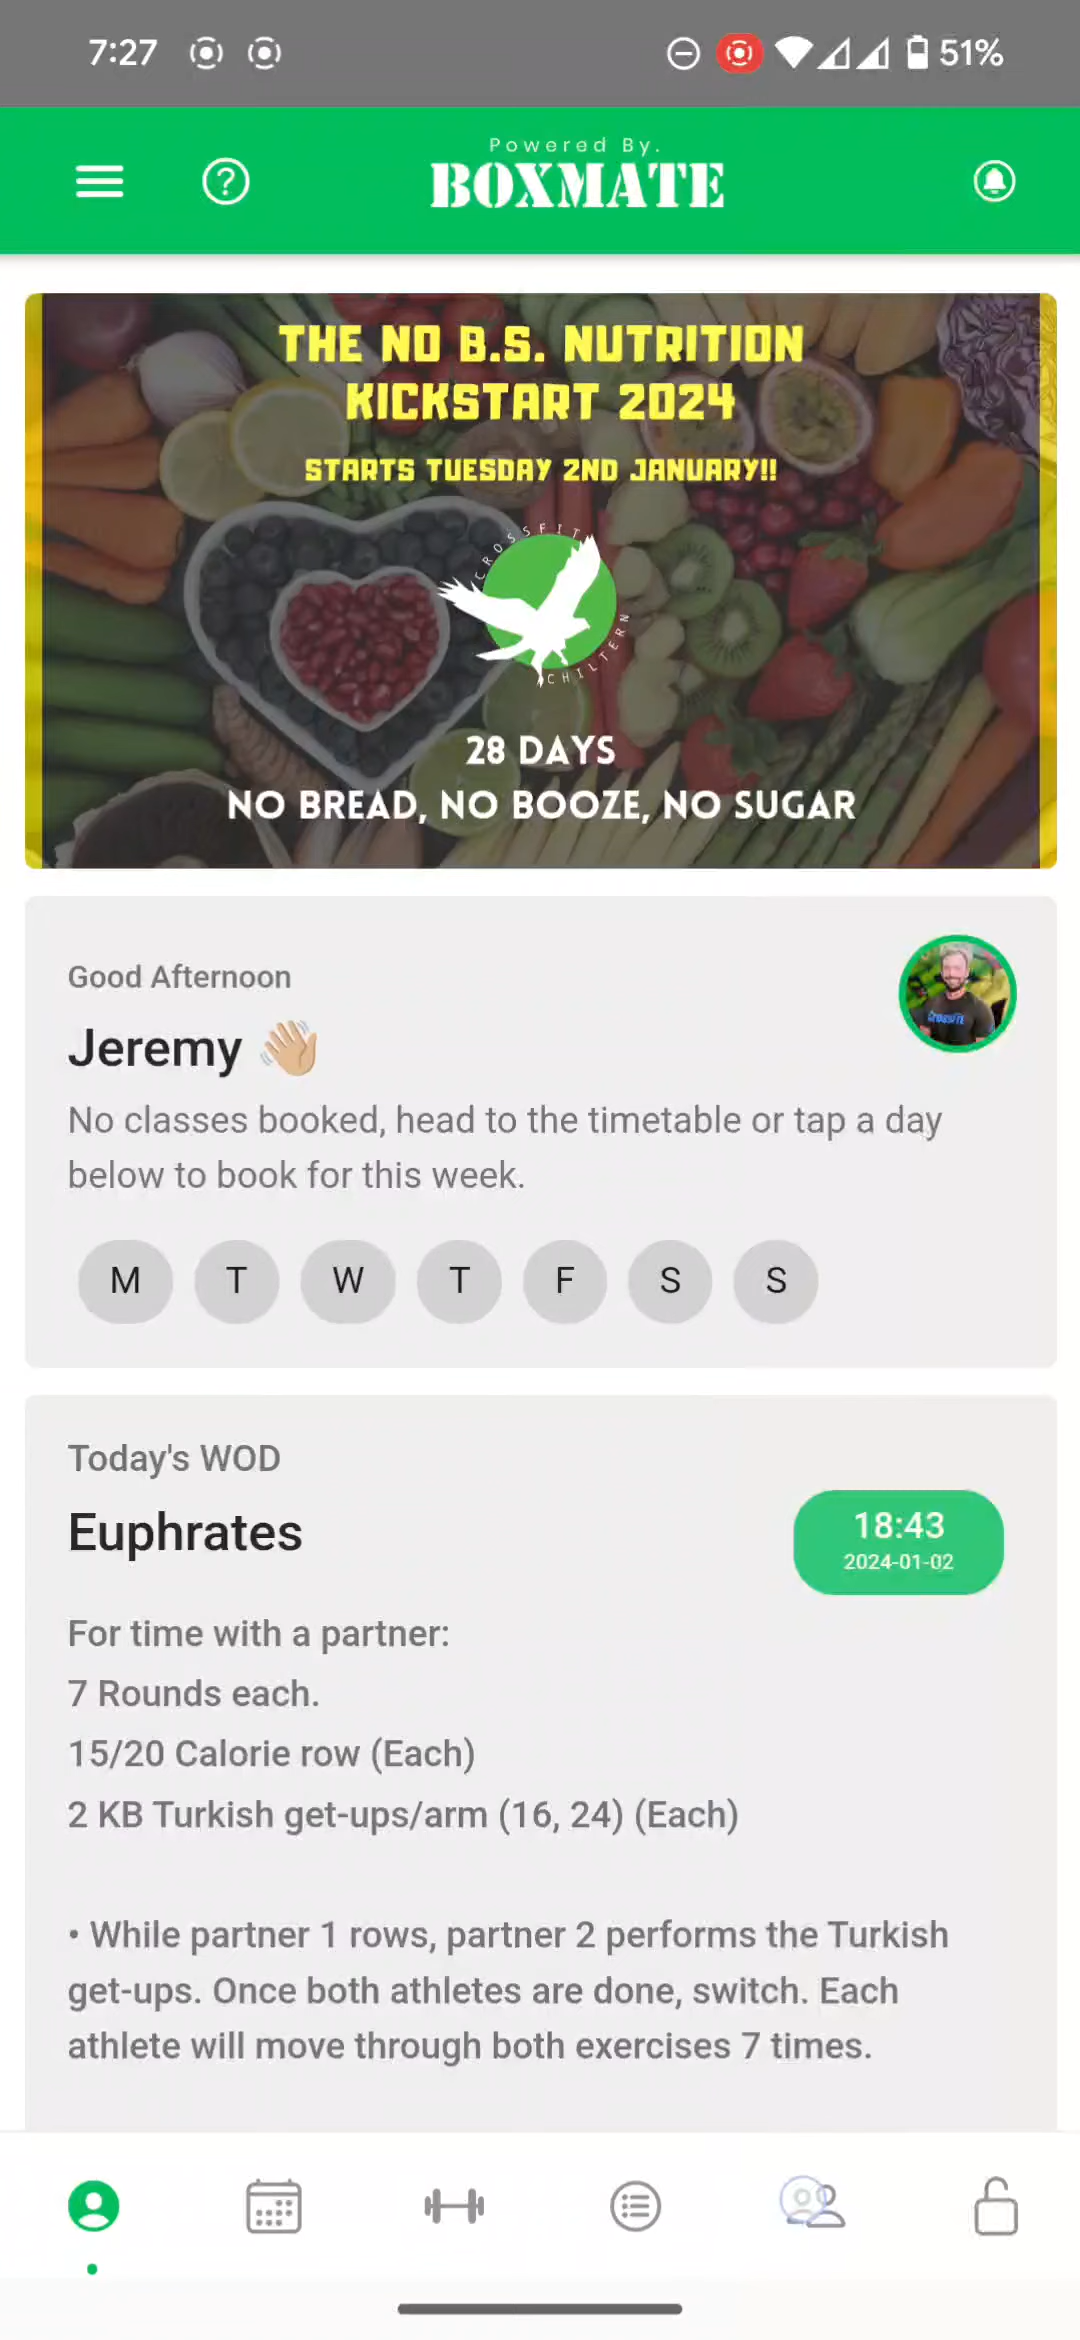 7:27
51%
Powered By.
BOXMATE
THE NO B.S. NUTRITION
KICKSTART 2024
STARTS TUESDAY 2ND JANUARY!!
CROSSFIT
CHILTERN
28 DAYS
NO BREAD, NO BOOZE, NO SUGAR
Good Afternoon
Jeremy 👋🏼
CrossFit
No classes booked, head to the timetable or tap a day
below to book for this week.
M T W T F S S
Today's WOD
Euphrates
18:43
2024-01-02
For time with a partner:
7 Rounds each.
15/20 Calorie row (Each)
2 KB Turkish get-ups/arm (16, 24) (Each)
• While partner 1 rows, partner 2 performs the Turkish
get-ups. Once both athletes are done, switch. Each
athlete will move through both exercises 7 times.